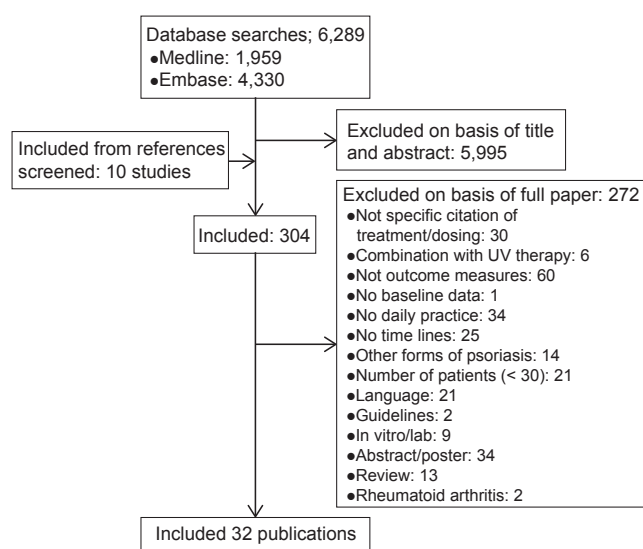 Database searches; 6,289
●Medline: 1,959
●Embase: 4,330
Included from references
screened: 10 studies
Excluded on basis of title
and abstract: 5,995
Included: 304
Excluded on basis of full paper: 272
●Not specific citation of
treatment/dosing: 30
●Combination with UV therapy: 6
●Not outcome measures: 60
●No baseline data: 1
●No daily practice: 34
●No time lines: 25
●Other forms of psoriasis: 14
●Number of patients (< 30): 21
●Language: 21
●Guidelines: 2
●In vitro/lab: 9
●Abstract/poster: 34
●Review: 13
●Rheumatoid arthritis: 2
Included 32 publications